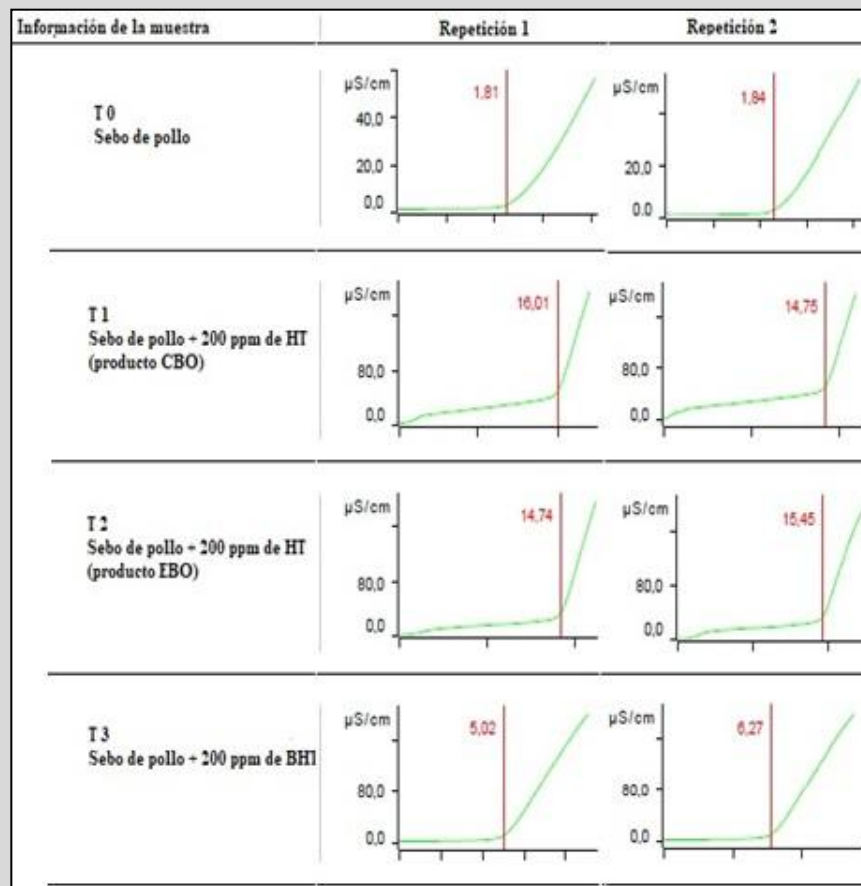 Información de la muestra
Repetición 1
Repetición 2
T 0
Sebo de pollo
µS/cm
40,0
20,0
0,0
1,81
µS/cm
20,0
0,0
1,84
T 1
Sebo de pollo + 200 ppm de HT
(producto CBO)
µS/cm
80,0
0,0
16,01
µS/cm
80,0
0,0
14,75
T 2
Sebo de pollo + 200 ppm de HT
(producto EBO)
µS/cm
80,0
0,0
14,74
µS/cm
80,0
0,0
15,45
T 3
Sebo de pollo + 200 ppm de BHT
µS/cm
80,0
0,0
5,02
µS/cm
80,0
0,0
6,27